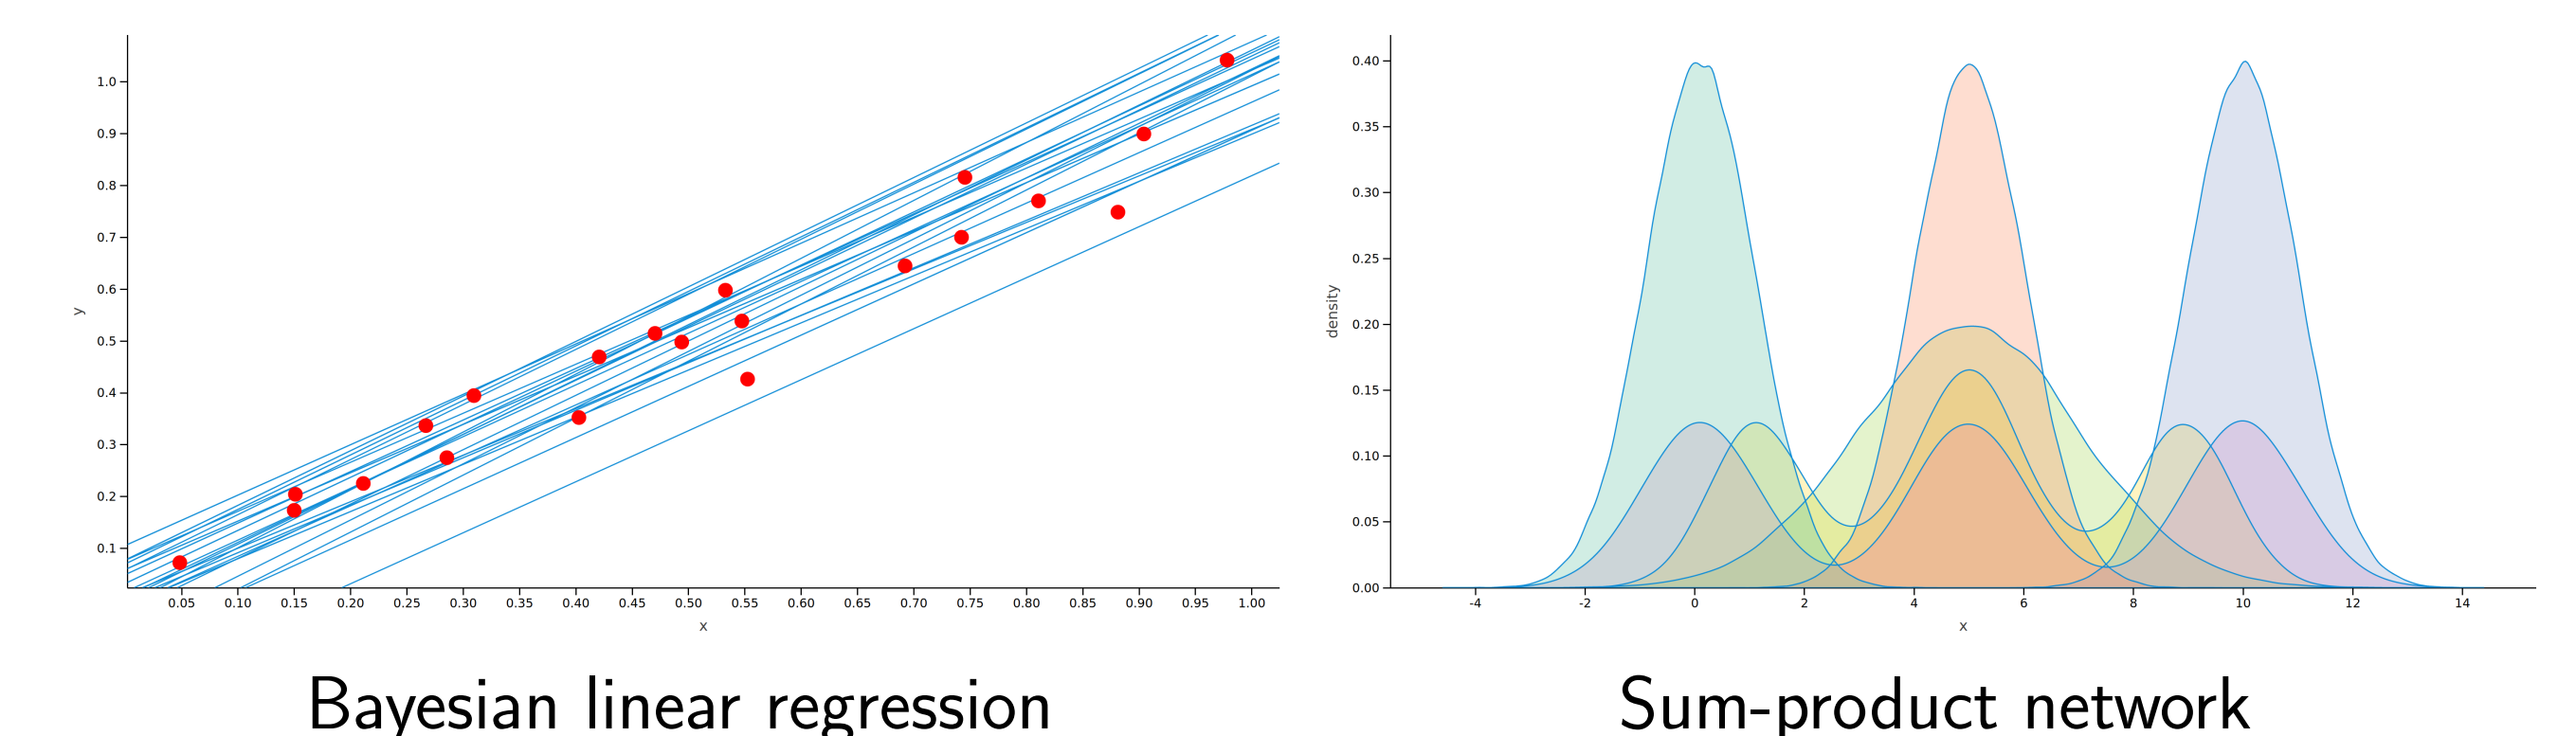 1.0
0.9
0.8
0.7
0.6
0.5
0.4
0.3
0.2
0.1
y
0.05 0.10 0.15 0.20 0.25 0.30 0.35 0.40 0.45 0.50 0.55 0.60 0.65 0.70 0.75 0.80 0.85 0.90 0.95 1.00
x
Bayesian linear regression
0.40
0.35
0.30
0.25
0.20
0.15
0.10
0.05
0.00
density
-4 -2 0 2 4 6 8 10 12 14
x
Sum-product network